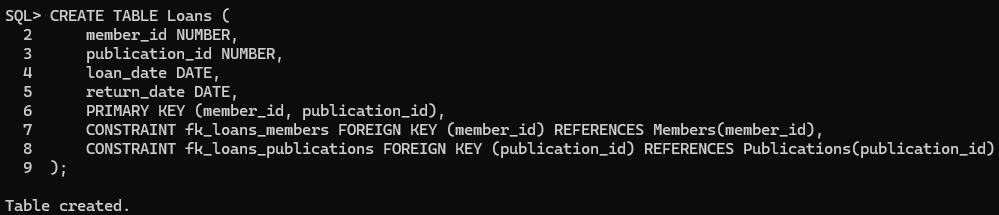 SQL> CREATE TABLE Loans (
  2      member_id NUMBER,
  3      publication_id NUMBER,
  4      loan_date DATE,
  5      return_date DATE,
  6      PRIMARY KEY (member_id, publication_id),
  7      CONSTRAINT fk_loans_members FOREIGN KEY (member_id) REFERENCES Members(member_id),
  8      CONSTRAINT fk_loans_publications FOREIGN KEY (publication_id) REFERENCES Publications(publication_id)
  9  );
Table created.